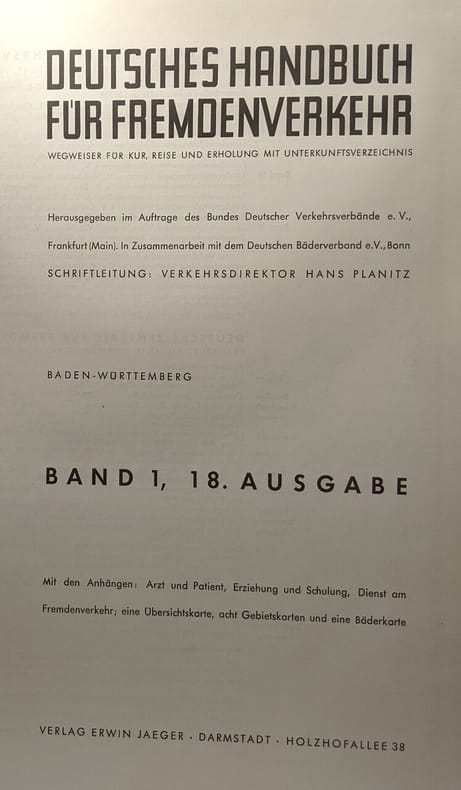 DEUTSCHES HANDBUCH
FÜR FREMDENVERKEHR
WEGWEISER FÜR KUR, REISE UND ERHOLUNG MIT UNTERKUNFTSVERZEICHNIS
Herausgegeben im Auftrage des Bundes Deutscher Verkehrsverbände e. V.,
Frankfurt (Main). In Zusammenarbeit mit dem Deutschen Bäderverband e.V., Bonn
SCHRIFTLEITUNG: VERKEHRSDIREKTOR HANS PLANITZ
BADEN-WÜRTTEMBERG
BAND 1, 18. AUSGABE
Mit den Anhängen: Arzt und Patient, Erziehung und Schulung, Dienst am
Fremdenverkehr; eine Übersichtskarte, acht Gebietskarten und eine Bäderkarte
VERLAG ERWIN JAEGER · DARMSTADT · HOLZHOFALLEE 38